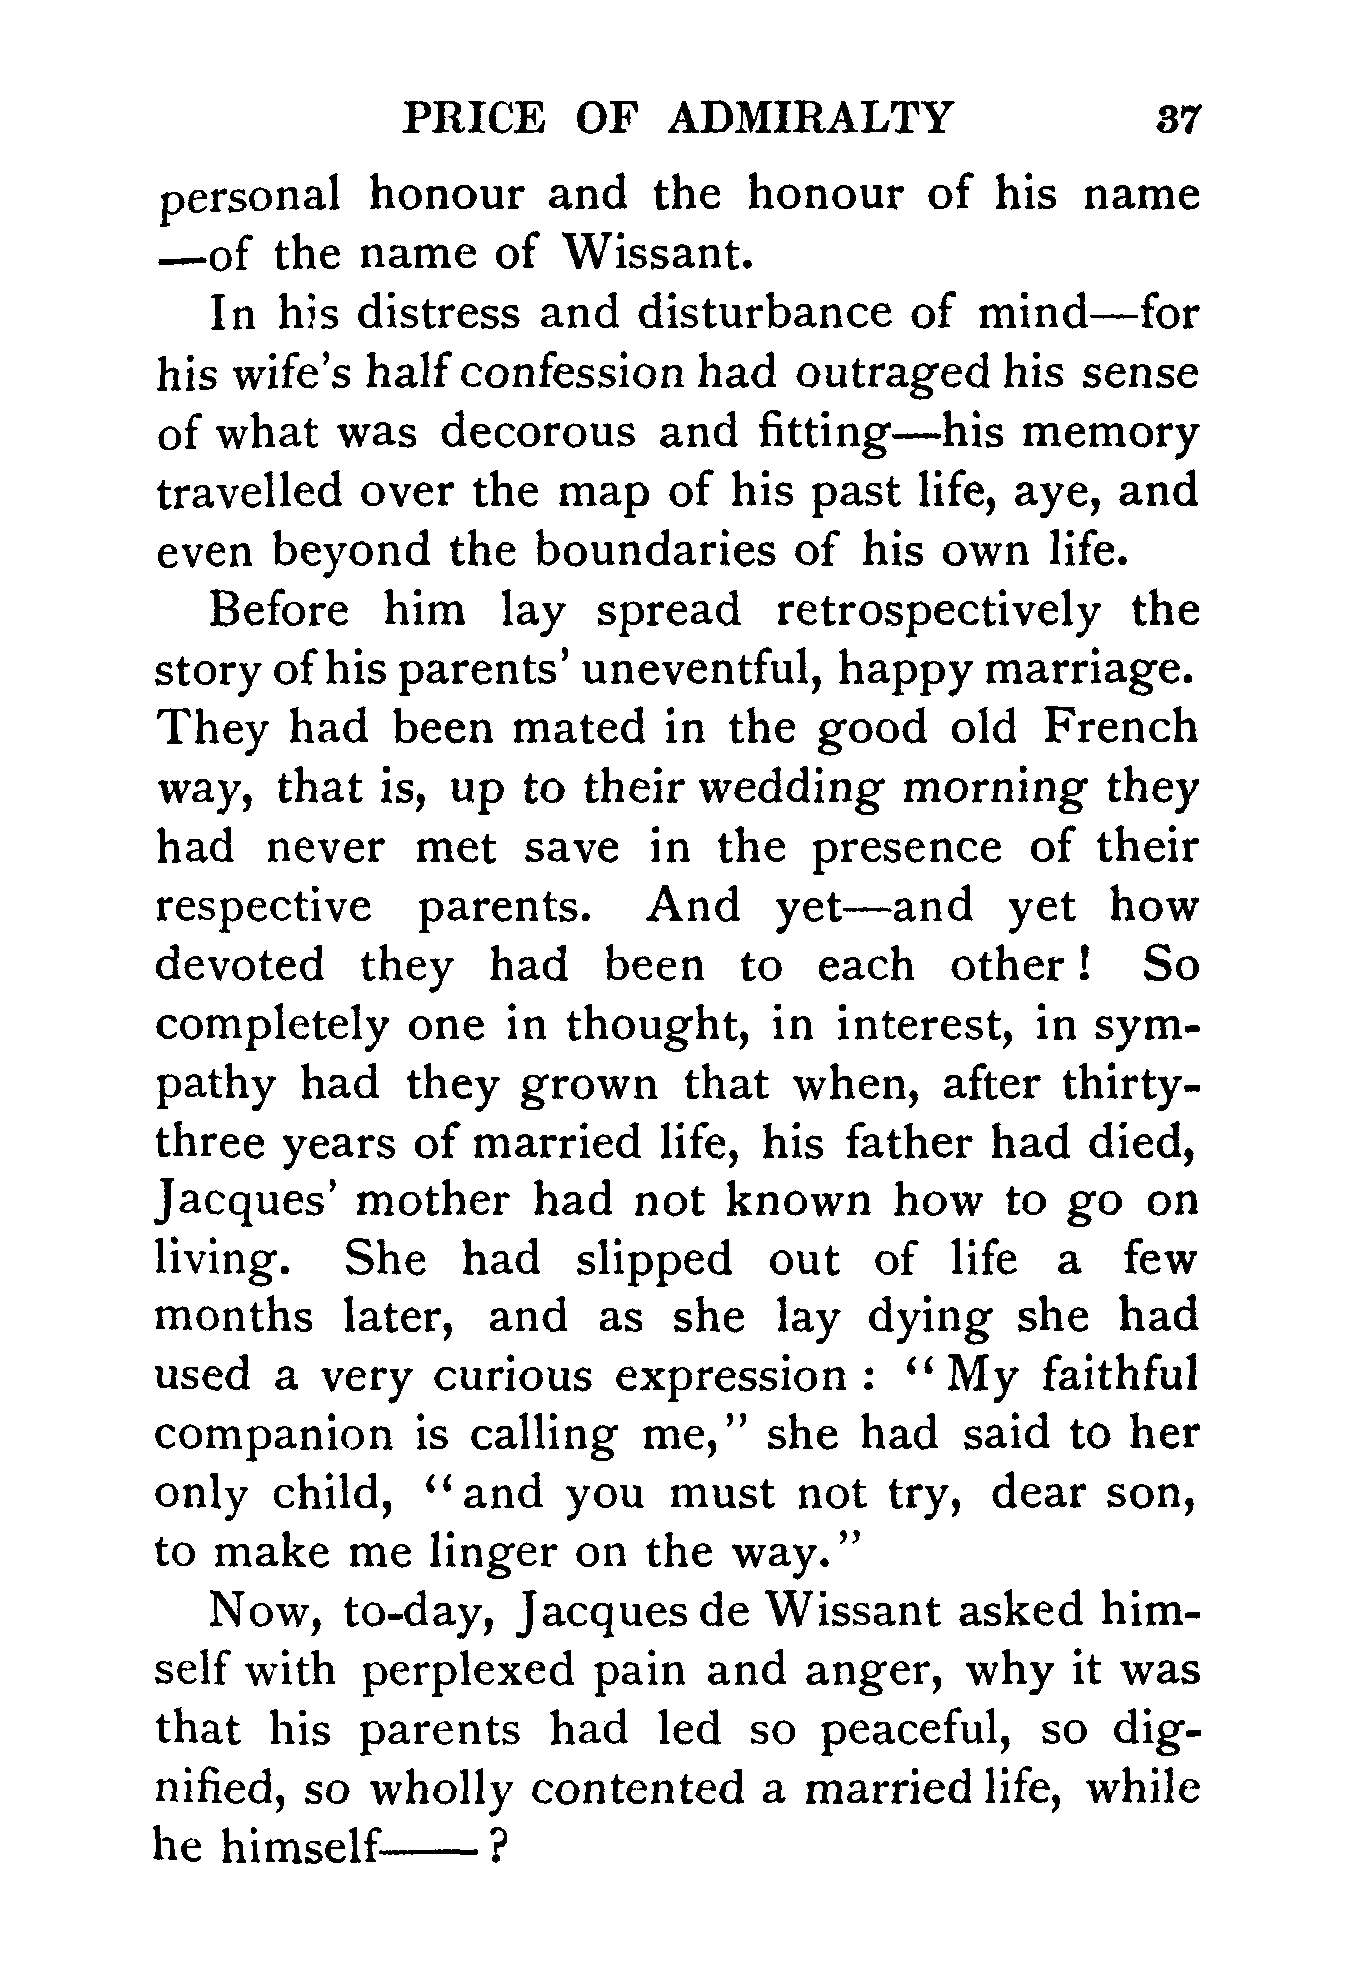 PRICE OF ADMIRALTY 37
personal honour and the honour of his name
—of the name of Wissant.
In his distress and disturbance of mind—for
his wife's half confession had outraged his sense
of what was decorous and fitting—his memory
travelled over the map of his past life, aye, and
even beyond the boundaries of his own life.
Before him lay spread retrospectively the
story of his parents' uneventful, happy marriage.
They had been mated in the good old French
way, that is, up to their wedding morning they
had never met save in the presence of their
respective parents. And yet—and yet how
devoted they had been to each other! So
completely one in thought, in interest, in sym-
pathy had they grown that when, after thirty-
three years of married life, his father had died,
Jacques' mother had not known how to go on
living. She had slipped out of life a few
months later, and as she lay dying she had
used a very curious expression: "My faithful
companion is calling me," she had said to her
only child, "and you must not try, dear son,
to make me linger on the way."
Now, to-day, Jacques de Wissant asked him-
self with perplexed pain and anger, why it was
that his parents had led so peaceful, so dig-
nified, so wholly contented a married life, while
he himself——?